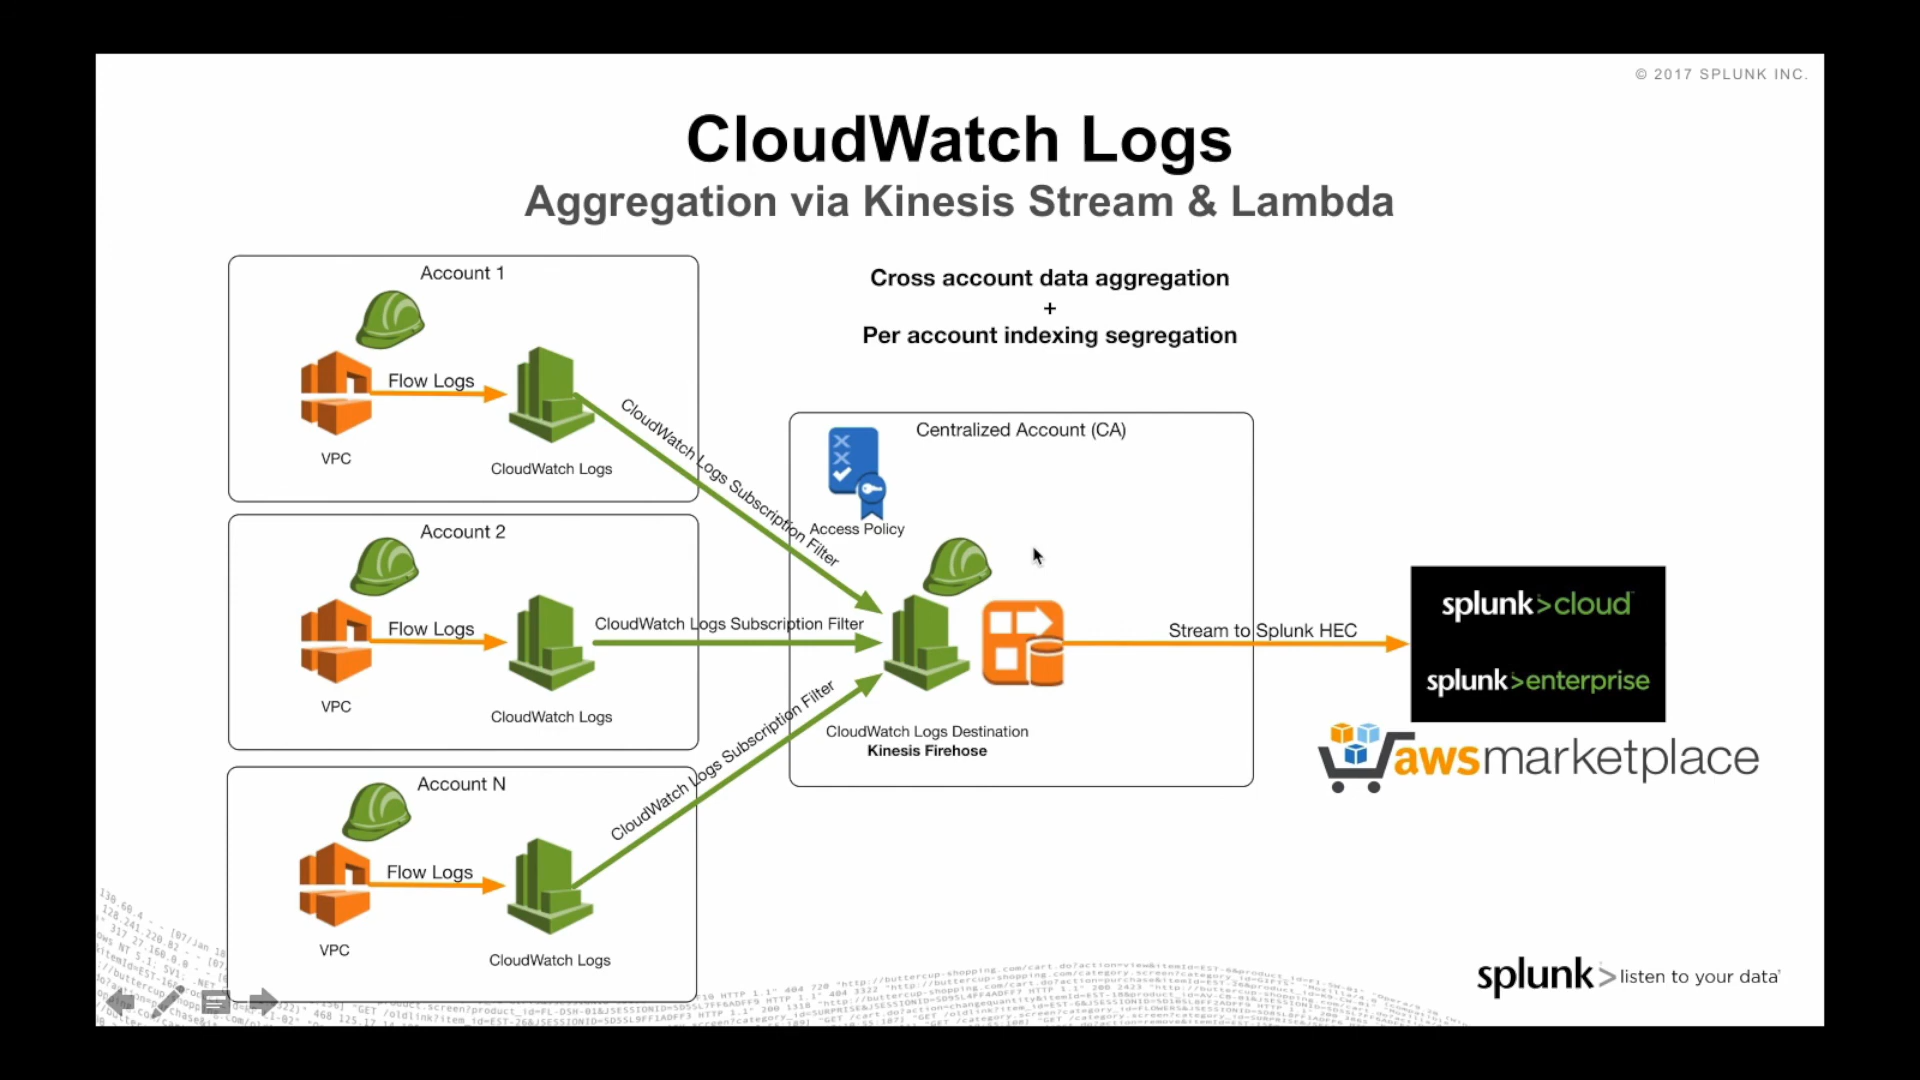 © 2017 SPLUNK INC.
CloudWatch Logs
Aggregation via Kinesis Stream & Lambda
Cross account data aggregation
+
Per account indexing segregation
Account 1
Flow Logs
VPC
CloudWatch Logs
CloudWatch Logs Subscription Filter
Account 2
Flow Logs
VPC
CloudWatch Logs
CloudWatch Logs Subscription Filter
Account N
Flow Logs
VPC
CloudWatch Logs
CloudWatch Logs Subscription Filter
Centralized Account (CA)
Access Policy
CloudWatch Logs Destination
Kinesis Firehose
Stream to Splunk HEC
splunk>cloud
splunk>enterprise
awsmarketplace
splunk>listen to your data